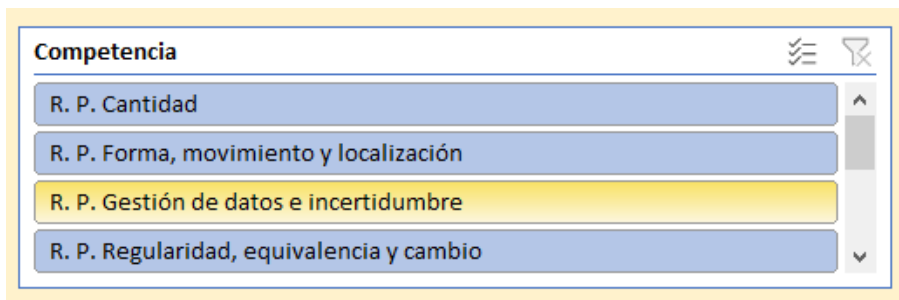 Competencia
R. P. Cantidad
R. P. Forma, movimiento y localización
R. P. Gestión de datos e incertidumbre
R. P. Regularidad, equivalencia y cambio